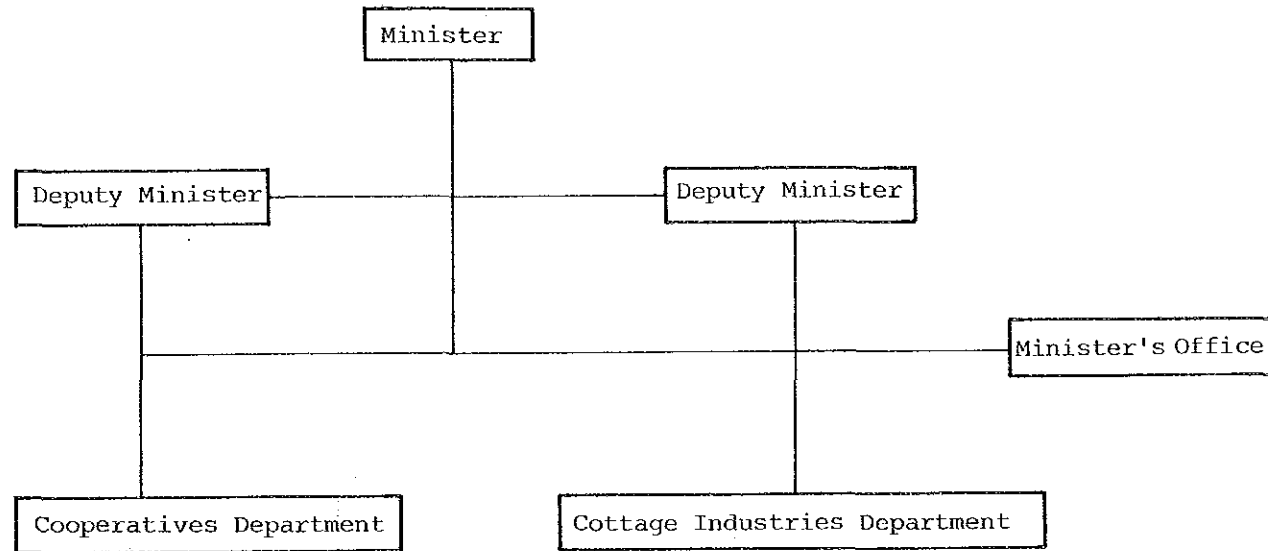 Minister
Deputy Minister
Deputy Minister
Minister's Office
Cooperatives Department
Cottage Industries Department